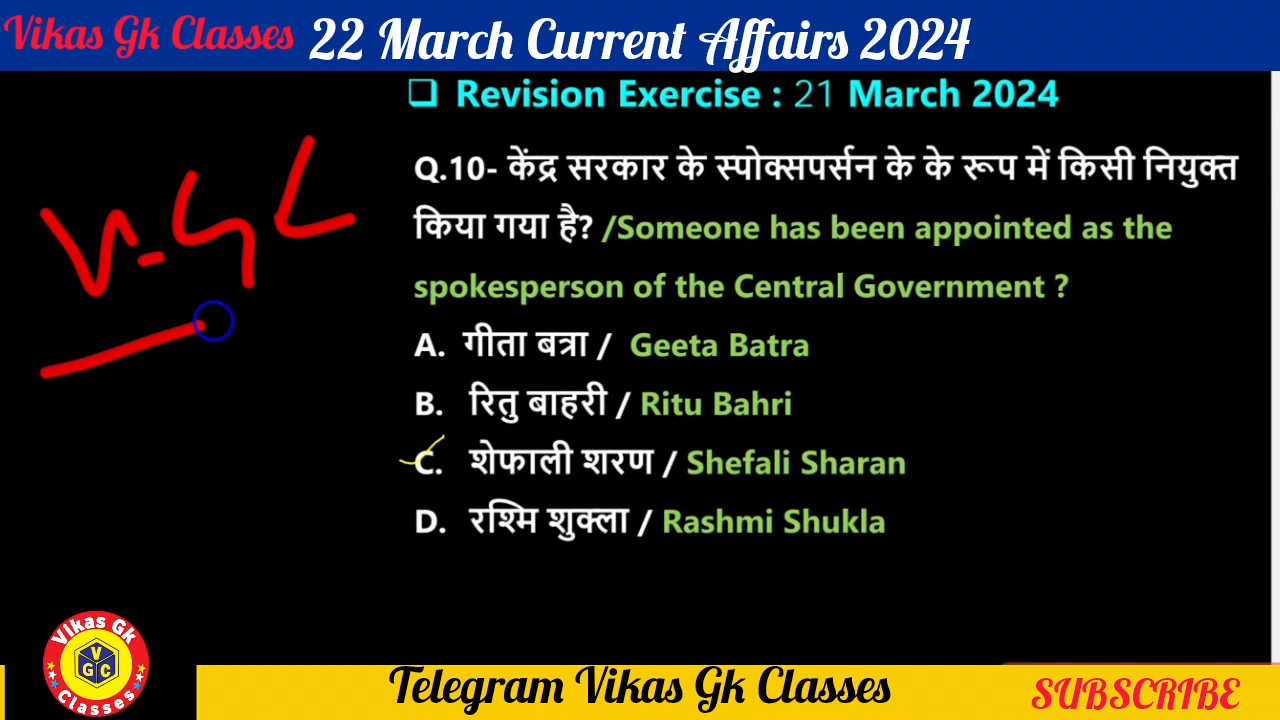 Vikas Gk Classes 22 March Current Affairs 2024
❑ Revision Exercise : 21 March 2024
V-GC
Q.10- केंद्र सरकार के स्पोक्सपर्सन के के रूप में किसी नियुक्त
किया गया है? /Someone has been appointed as the
spokesperson of the Central Government ?
A. गीता बत्रा / Geeta Batra
B. रितु बाहरी / Ritu Bahri
C. शेफाली शरण / Shefali Sharan
D. रश्मि शुक्ला / Rashmi Shukla
Vikas Gk
V
G C
Classes
Telegram Vikas Gk Classes
SUBSCRIBE